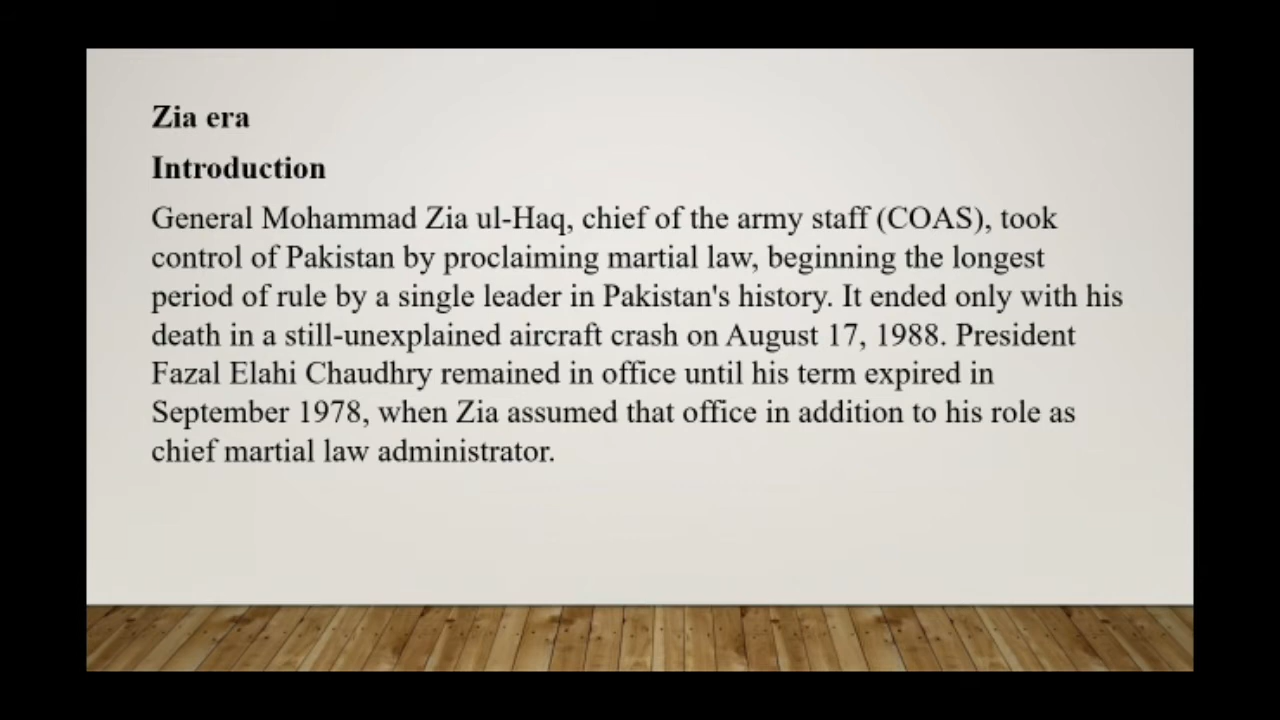 Zia era
Introduction
General Mohammad Zia ul-Haq, chief of the army staff (COAS), took
control of Pakistan by proclaiming martial law, beginning the longest
period of rule by a single leader in Pakistan's history. It ended only with his
death in a still-unexplained aircraft crash on August 17, 1988. President
Fazal Elahi Chaudhry remained in office until his term expired in
September 1978, when Zia assumed that office in addition to his role as
chief martial law administrator.